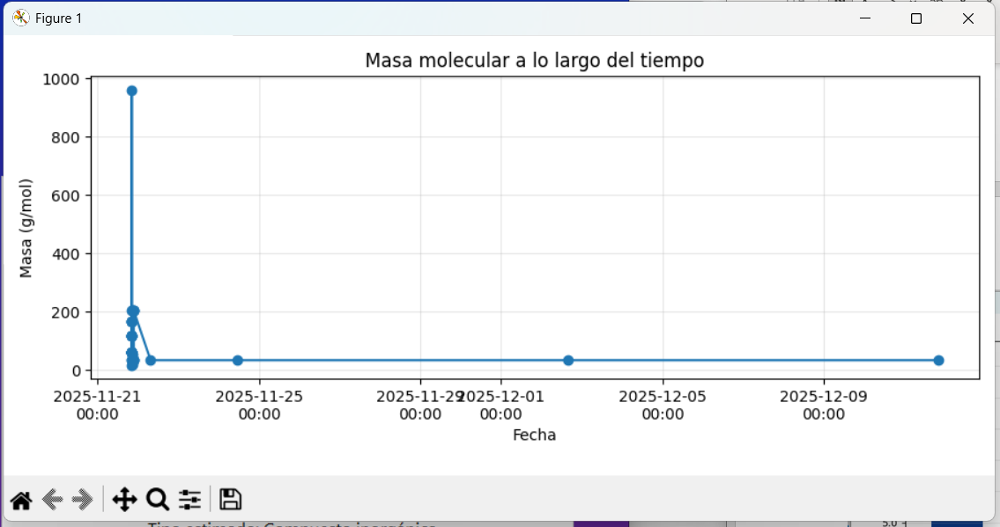 Figure 1
Masa molecular a lo largo del tiempo
1000
800
600
400
200
0
Masa (g/mol)
2025-11-21 2025-11-25 2025-11-29 2025-12-01 2025-12-05 2025-12-09
00:00 00:00 00:00 00:00 00:00 00:00
Fecha
5.0